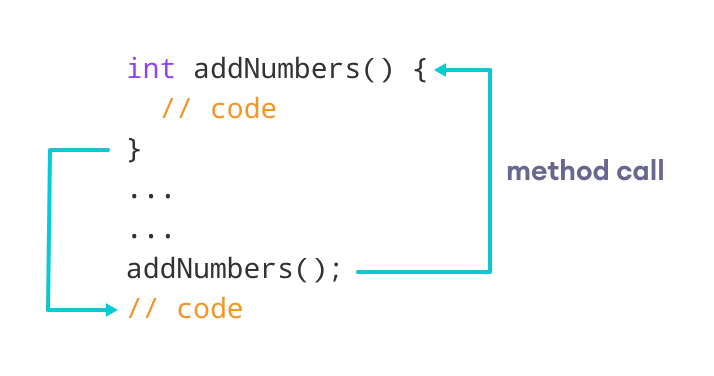 int addNumbers() {
// code
}
...
...
addNumbers();
// code
method call